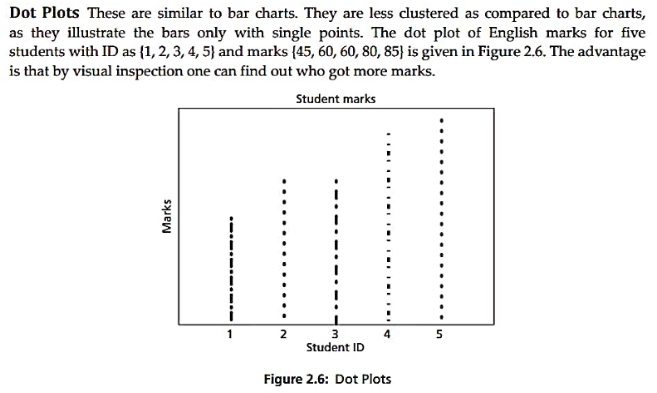 Dot Plots These are similar to bar charts. They are less clustered as compared to bar charts,
as they illustrate the bars only with single points. The dot plot of English marks for five
students with ID as {1, 2, 3, 4, 5} and marks {45, 60, 60, 80, 85} is given in Figure 2.6. The advantage
is that by visual inspection one can find out who got more marks.
Student marks
Marks
1 2 3 4 5
Student ID
Figure 2.6: Dot Plots